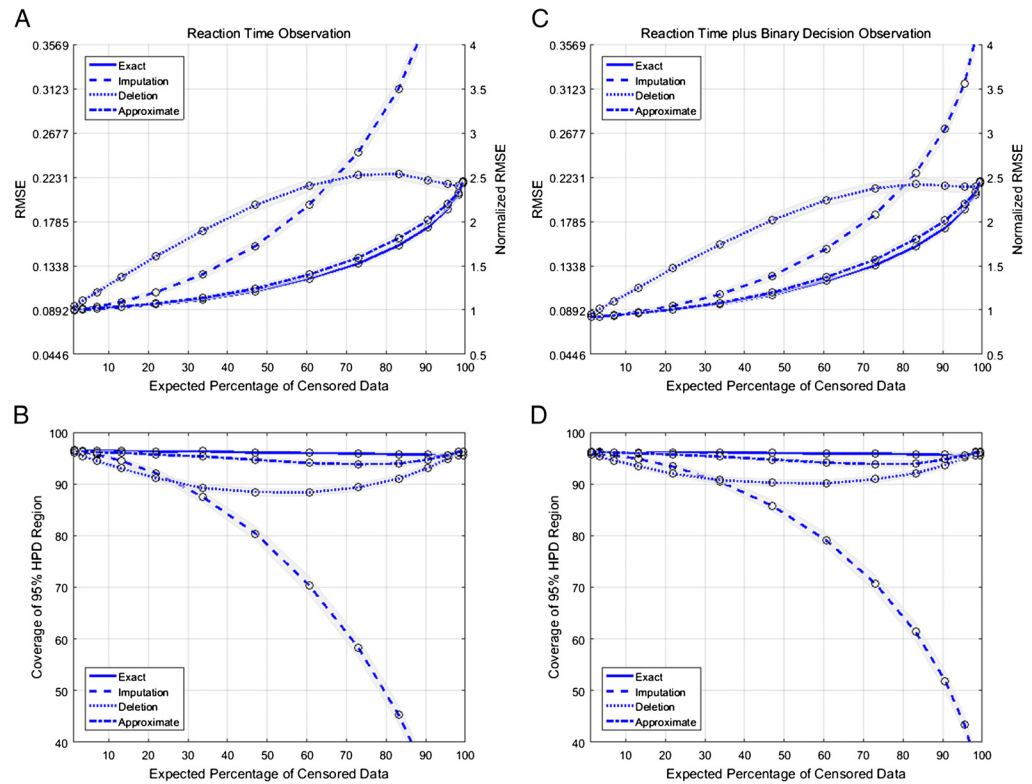 A
Reaction Time Observation
0.3569
0.3123
0.2677
0.2231
0.1785
0.1338
0.0892
0.0446
RMSE
4
3.5
3
2.5
2
1.5
1
0.5
Normalized RMSE
Exact
Imputation
Deletion
Approximate
10 20 30 40 50 60 70 80 90 100
Expected Percentage of Censored Data
C
Reaction Time plus Binary Decision Observation
0.3569
0.3123
0.2677
0.2231
0.1785
0.1338
0.0892
0.0446
RMSE
4
3.5
3
2.5
2
1.5
1
0.5
Normalized RMSE
Exact
Imputation
Deletion
Approximate
10 20 30 40 50 60 70 80 90 100
Expected Percentage of Censored Data
B
100
90
80
70
60
50
40
Coverage of 95% HPD Region
Exact
Imputation
Deletion
Approximate
10 20 30 40 50 60 70 80 90 100
Expected Percentage of Censored Data
D
100
90
80
70
60
50
40
Coverage of 95% HPD Region
Exact
Imputation
Deletion
Approximate
10 20 30 40 50 60 70 80 90 100
Expected Percentage of Censored Data